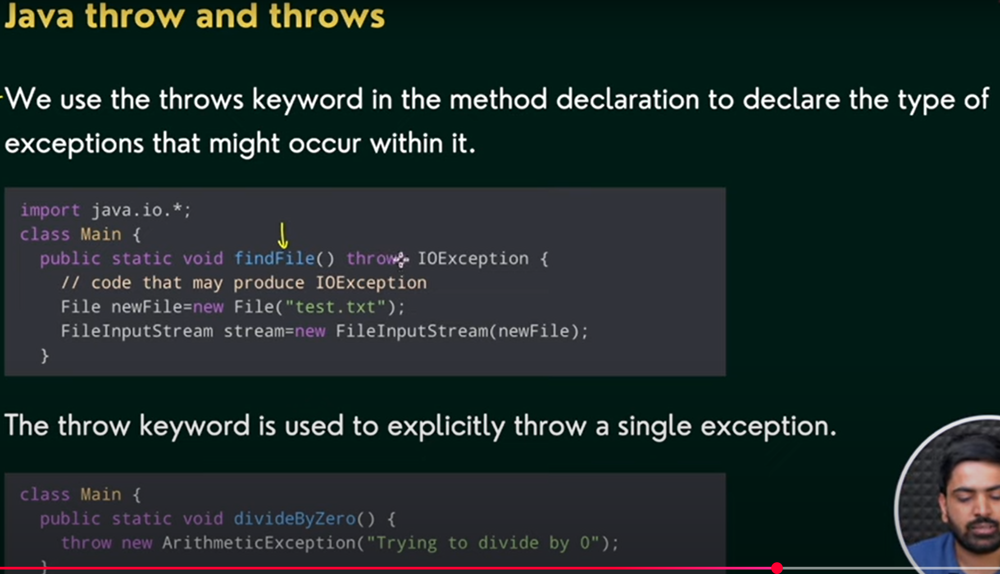 Java throw and throws
We use the throws keyword in the method declaration to declare the type of
exceptions that might occur within it.
import java.io.*;
class Main {
public static void findFile() throws IOException {
// code that may produce IOException
File newFile=new File("test.txt");
FileInputStream stream=new FileInputStream(newFile);
}
The throw keyword is used to explicitly throw a single exception.
class Main {
public static void divideByZero() {
throw new ArithmeticException("Trying to divide by 0");
}